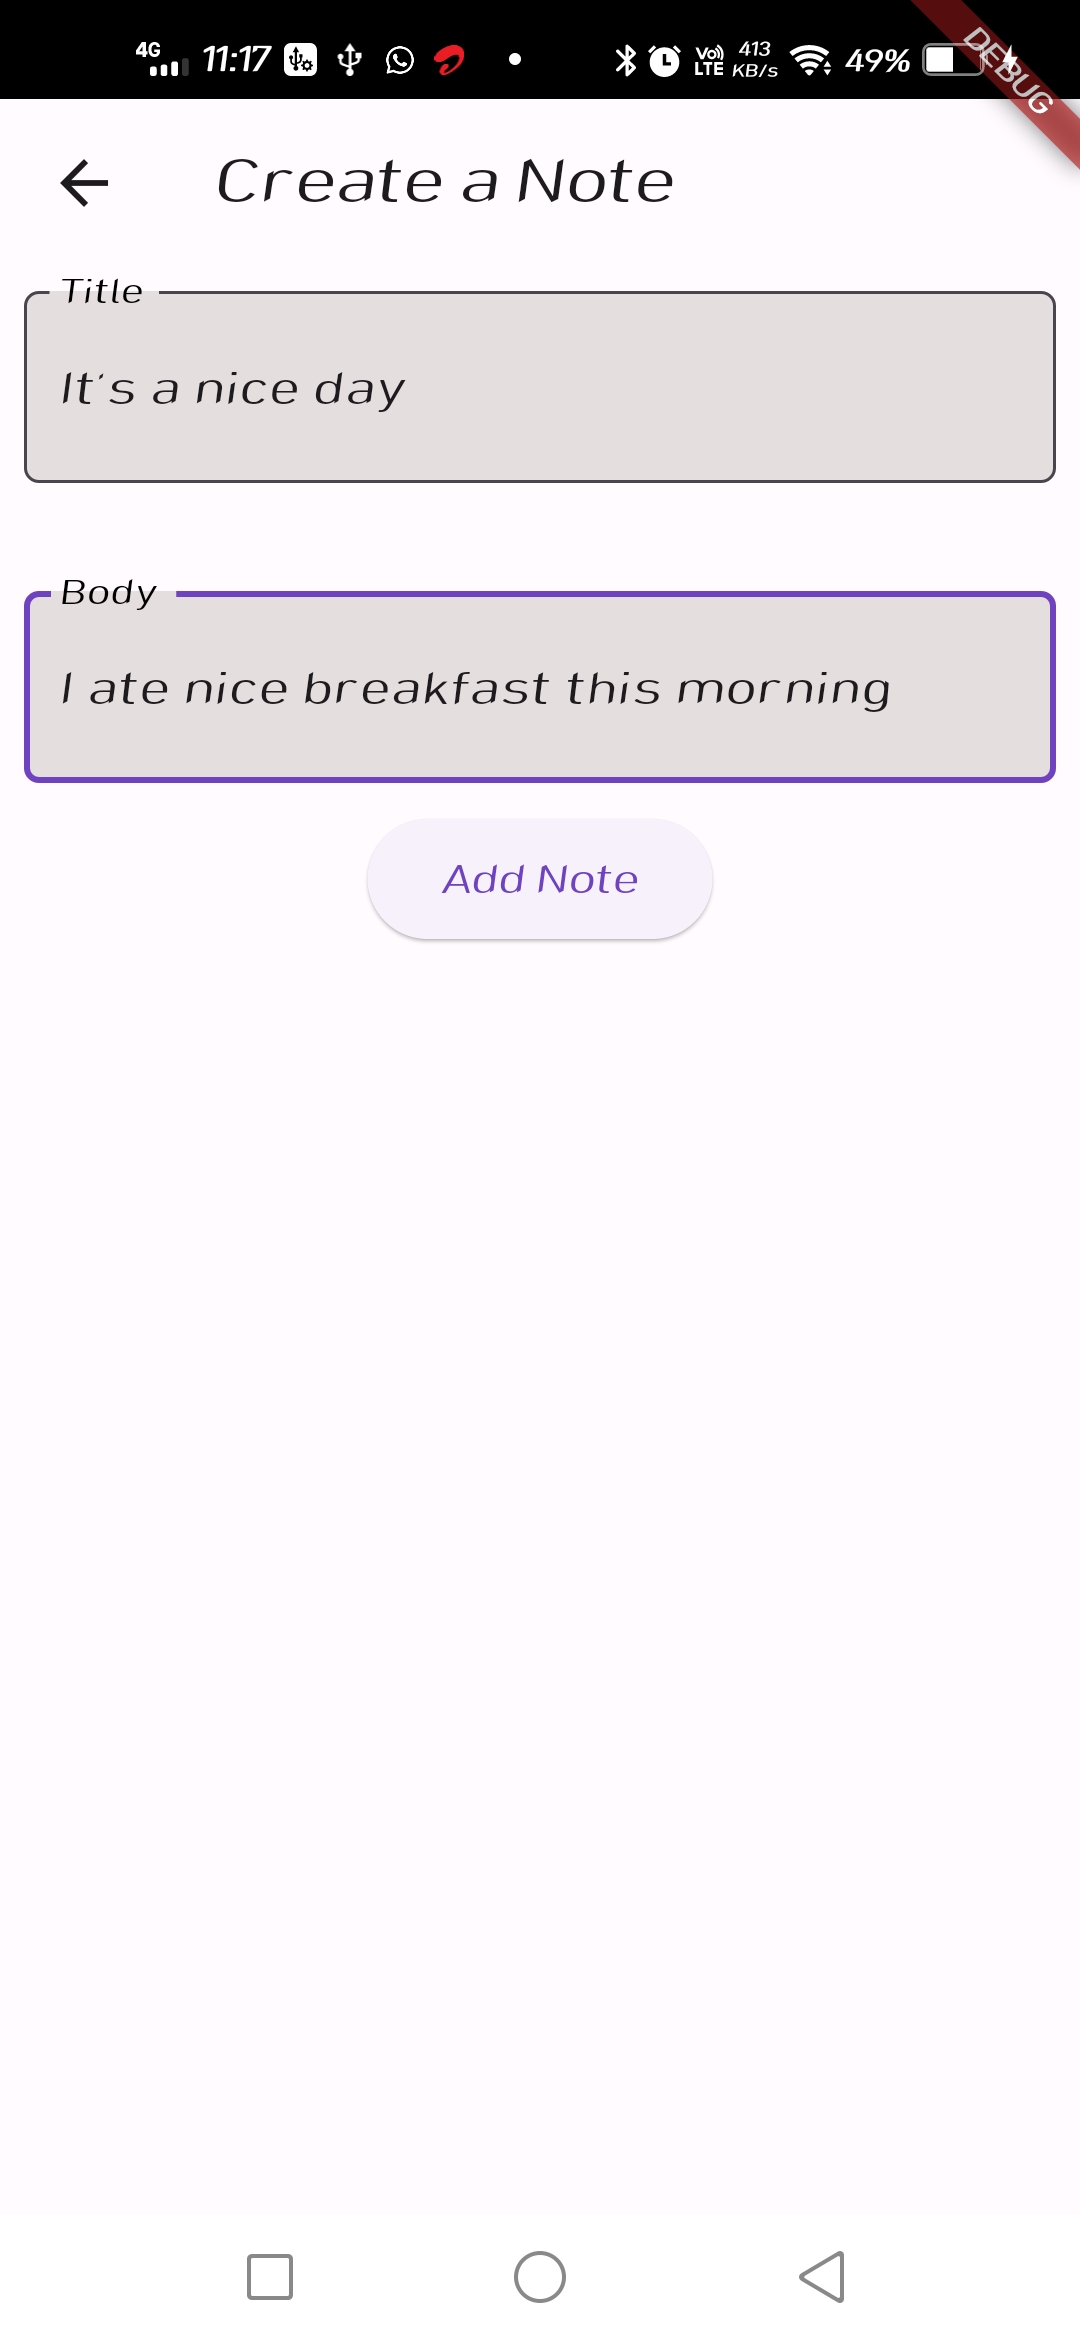 4G 11:17 Vo) LTE 413 KB/s 49%
DEBUG
Create a Note
Title
It's a nice day
Body
I ate nice breakfast this morning
Add Note